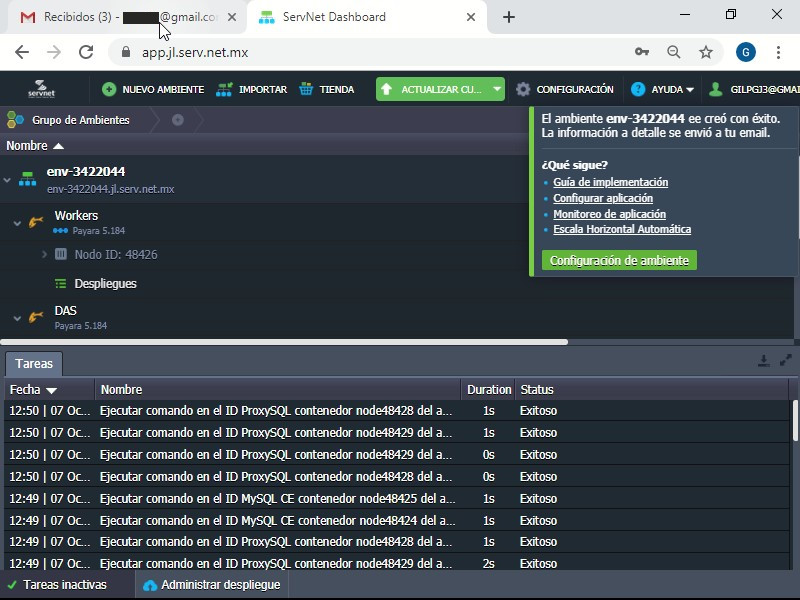 Recibidos (3) - @gmail.co
ServNet Dashboard
app.jl.serv.net.mx
G
servnet
NUEVO AMBIENTE
IMPORTAR
TIENDA
ACTUALIZAR CU...
CONFIGURACIÓN
AYUDA
GILPGJ3@GMAI
Grupo de Ambientes
Nombre
env-3422044
env-3422044.jl.serv.net.mx
Workers
Payara 5.184
Nodo ID: 48426
Despliegues
DAS
Payara 5.184
El ambiente env-3422044 ee creó con éxito.
La información a detalle se envió a tu email.
¿Qué sigue?
Guía de implementación
Configurar aplicación
Monitoreo de aplicación
Escala Horizontal Automática
Configuración de ambiente
Tareas
Fecha Nombre Duration Status
12:50 | 07 Oc... Ejecutar comando en el ID ProxySQL contenedor node48428 del a... 1s Exitoso
12:50 | 07 Oc... Ejecutar comando en el ID ProxySQL contenedor node48429 del a... 1s Exitoso
12:50 | 07 Oc... Ejecutar comando en el ID ProxySQL contenedor node48429 del a... 0s Exitoso
12:50 | 07 Oc... Ejecutar comando en el ID ProxySQL contenedor node48428 del a... 0s Exitoso
12:49 | 07 Oc... Ejecutar comando en el ID MySQL CE contenedor node48425 del a... 1s Exitoso
12:49 | 07 Oc... Ejecutar comando en el ID MySQL CE contenedor node48424 del a... 1s Exitoso
12:49 | 07 Oc... Ejecutar comando en el ID ProxySQL contenedor node48428 del a... 1s Exitoso
12:49 | 07 Oc... Ejecutar comando en el ID ProxySQL contenedor node48429 del a... 2s Exitoso
Tareas inactivas
Administrar despliegue